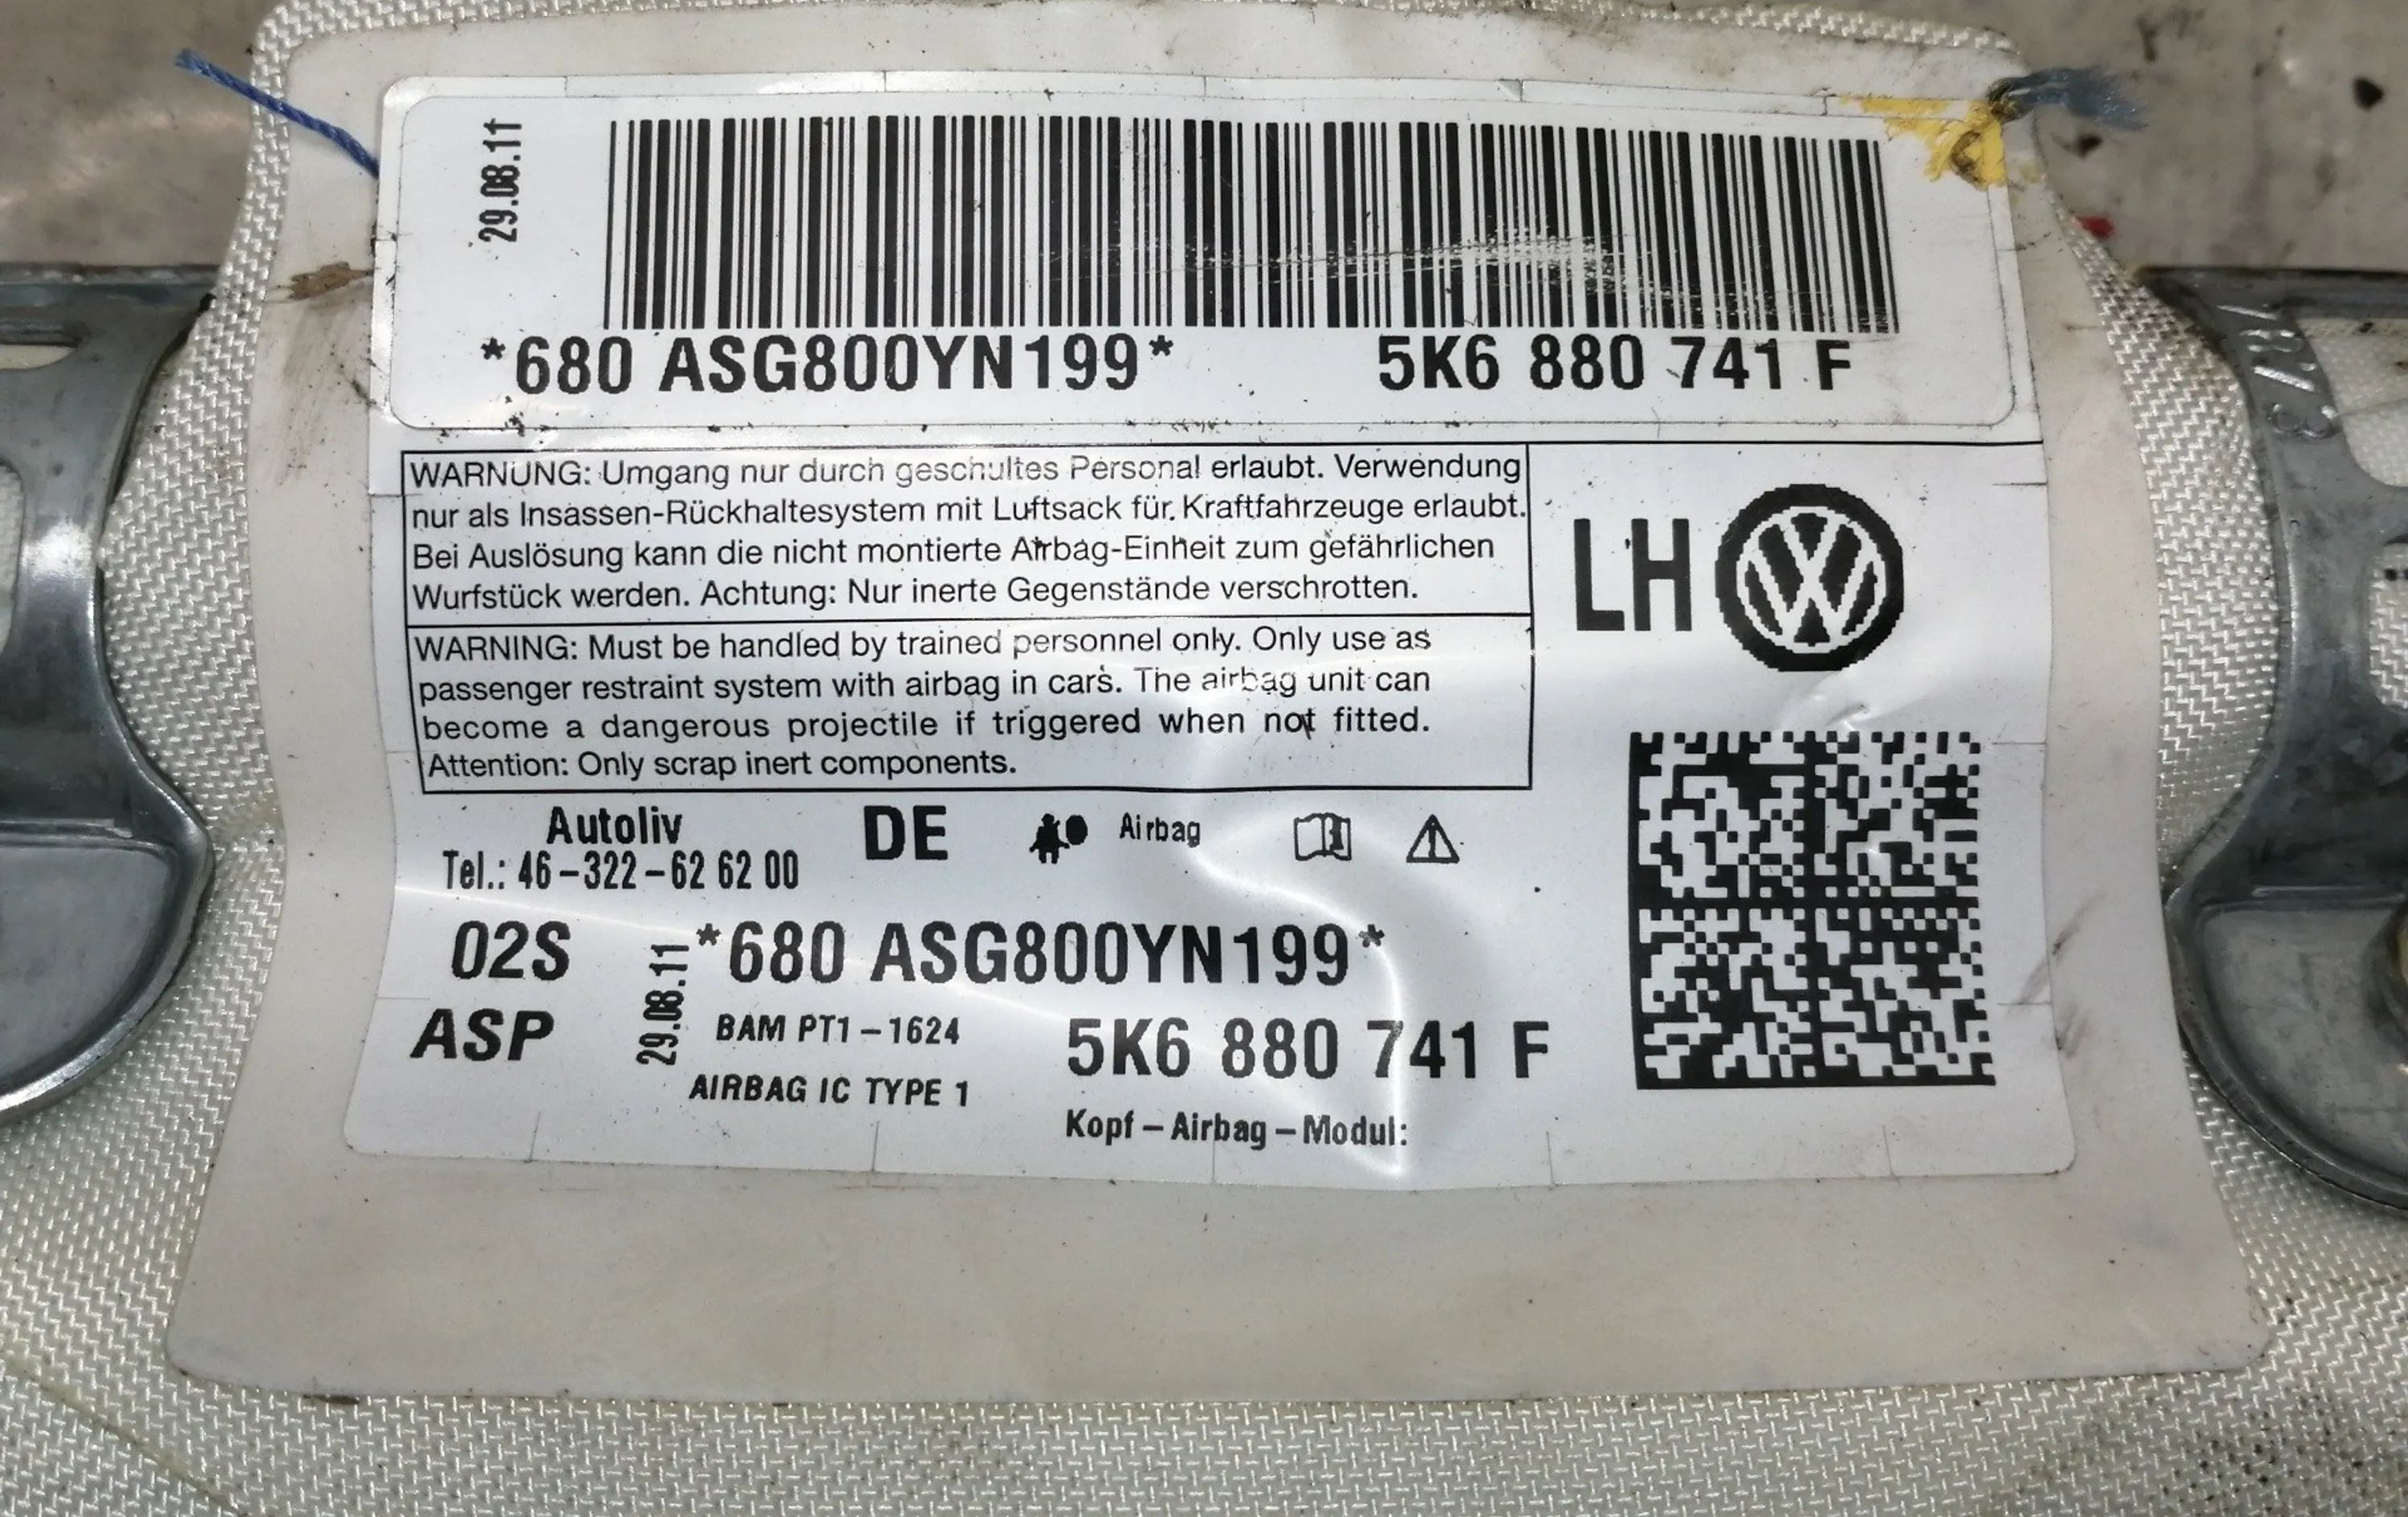 29.08.11
*680 ASG800YN199* 5K6 880 741 F
WARNUNG: Umgang nur durch geschultes Personal erlaubt. Verwendung
nur als Insassen-Rückhaltesystem mit Luftsack für Kraftfahrzeuge erlaubt.
Bei Auslösung kann die nicht montierte Airbag-Einheit zum gefährlichen
Wurfstück werden. Achtung: Nur inerte Gegenstände verschrotten.
LH
WARNING: Must be handled by trained personnel only. Only use as
passenger restraint system with airbag in cars. The airbag unit can
become a dangerous projectile if triggered when not fitted.
Attention: Only scrap inert components.
Autoliv DE Airbag
Tel.: 46-322-62 62 00
02S *680 ASG800YN199*
ASP 29.08.11 BAM PT1-1624 5K6 880 741 F
AIRBAG IC TYPE 1
Kopf-Airbag-Modul: